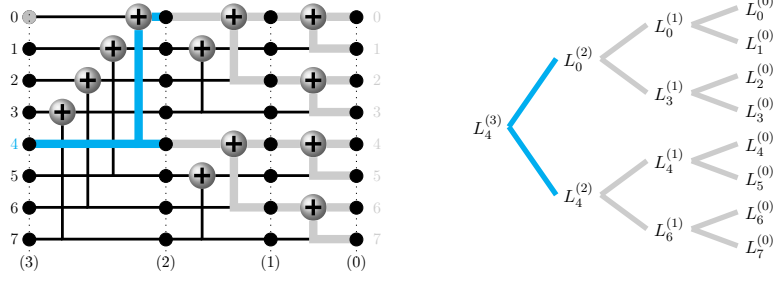 0 + + + 0
1 + + 1
2 + + 2
3 + 3
4 + + 4
5 + 5
6 + 6
7 7
(3) (2) (1) (0)
L_4^{(3)}
L_0^{(2)}
L_4^{(2)}
L_0^{(1)}
L_3^{(1)}
L_4^{(1)}
L_6^{(1)}
L_0^{(0)}
L_1^{(0)}
L_2^{(0)}
L_3^{(0)}
L_4^{(0)}
L_5^{(0)}
L_6^{(0)}
L_7^{(0)}